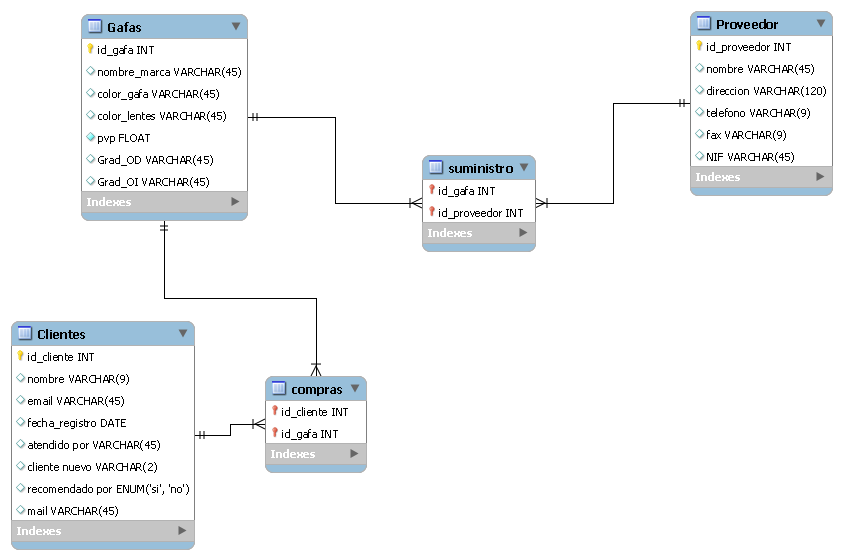 Gafas
id_gafa INT
nombre_marca VARCHAR(45)
color_gafa VARCHAR(45)
color_lentes VARCHAR(45)
pvp FLOAT
Grad_OD VARCHAR(45)
Grad_OI VARCHAR(45)
Indexes
Proveedor
id_proveedor INT
nombre VARCHAR(45)
direccion VARCHAR(120)
telefono VARCHAR(9)
fax VARCHAR(9)
NIF VARCHAR(45)
Indexes
suministro
id_gafa INT
id_proveedor INT
Indexes
Clientes
id_cliente INT
nombre VARCHAR(9)
email VARCHAR(45)
fecha_registro DATE
atendido por VARCHAR(45)
cliente nuevo VARCHAR(2)
recomendado por ENUM('si', 'no')
mail VARCHAR(45)
Indexes
compras
id_cliente INT
id_gafa INT
Indexes